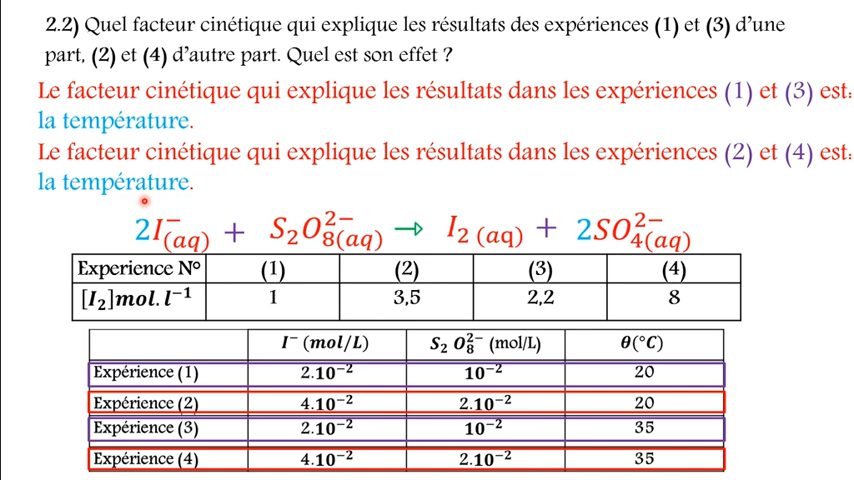 2.2) Quel facteur cinétique qui explique les résultats des expériences (1) et (3) d'une
part, (2) et (4) d'autre part. Quel est son effet ?
Le facteur cinétique qui explique les résultats dans les expériences (1) et (3) est:
la température.
Le facteur cinétique qui explique les résultats dans les expériences (2) et (4) est:
la température.
2I⁻(aq) + S₂O₈²⁻(aq) → I₂ (aq) + 2SO₄²⁻(aq)
Experience N° (1) (2) (3) (4)
[I₂]mol.l⁻¹ 1 3,5 2,2 8
I⁻ (mol/L) S₂ O₈²⁻ (mol/L) θ(°C)
Expérience (1) 2.10⁻² 10⁻² 20
Expérience (2) 4.10⁻² 2.10⁻² 20
Expérience (3) 2.10⁻² 10⁻² 35
Expérience (4) 4.10⁻² 2.10⁻² 35